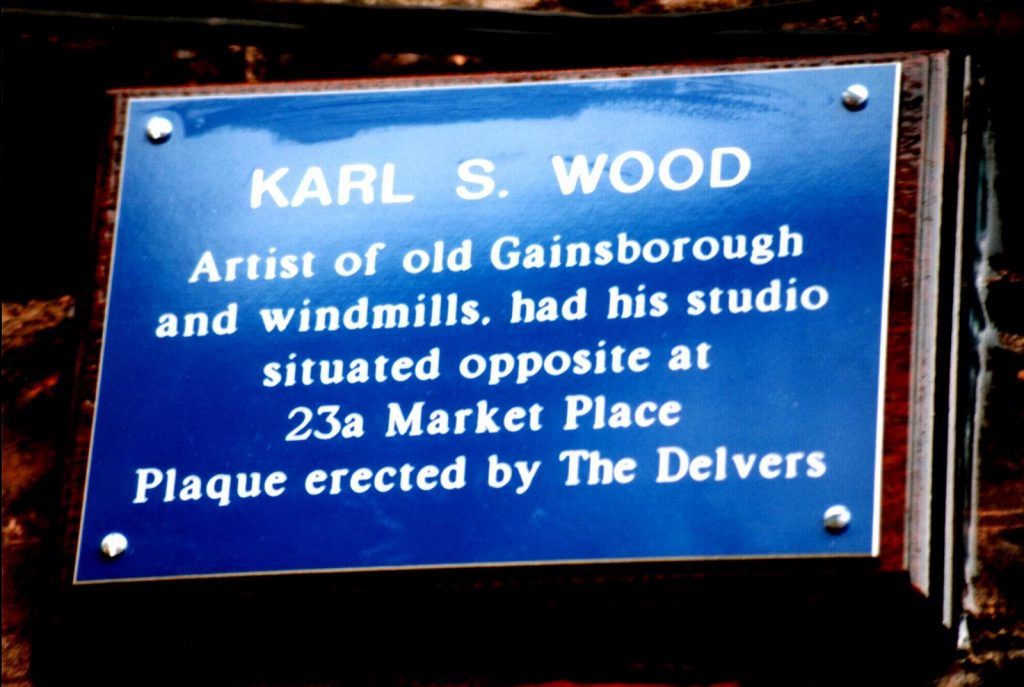 KARL S. WOOD
Artist of old Gainsborough
and windmills. had his studio
situated opposite at
23a Market Place
Plaque erected by The Delvers